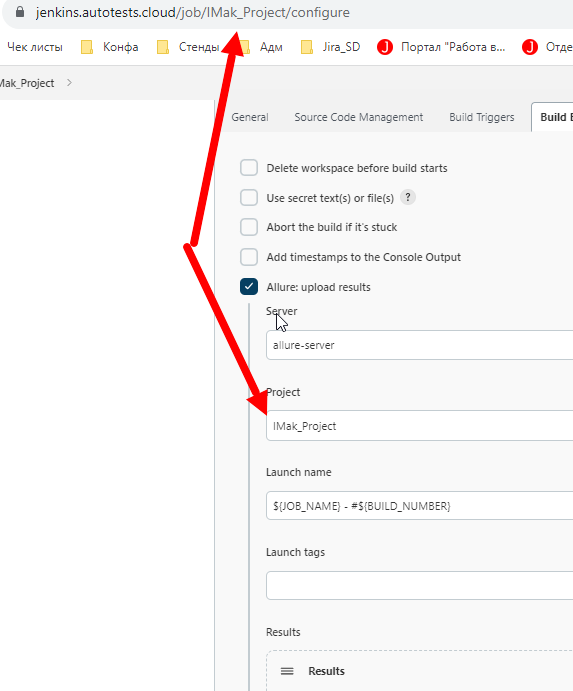 jenkins.autotests.cloud/job/IMak_Project/configure
Чек листы Конфа Стенды Адм Jira_SD J Портал "Работа в... J Отде
Mak_Project >
General Source Code Management Build Triggers Build E
Delete workspace before build starts
Use secret text(s) or file(s) ?
Abort the build if it's stuck
Add timestamps to the Console Output
Allure: upload results
Server
allure-server
Project
IMak_Project
Launch name
${JOB_NAME} - #${BUILD_NUMBER}
Launch tags
Results
Results